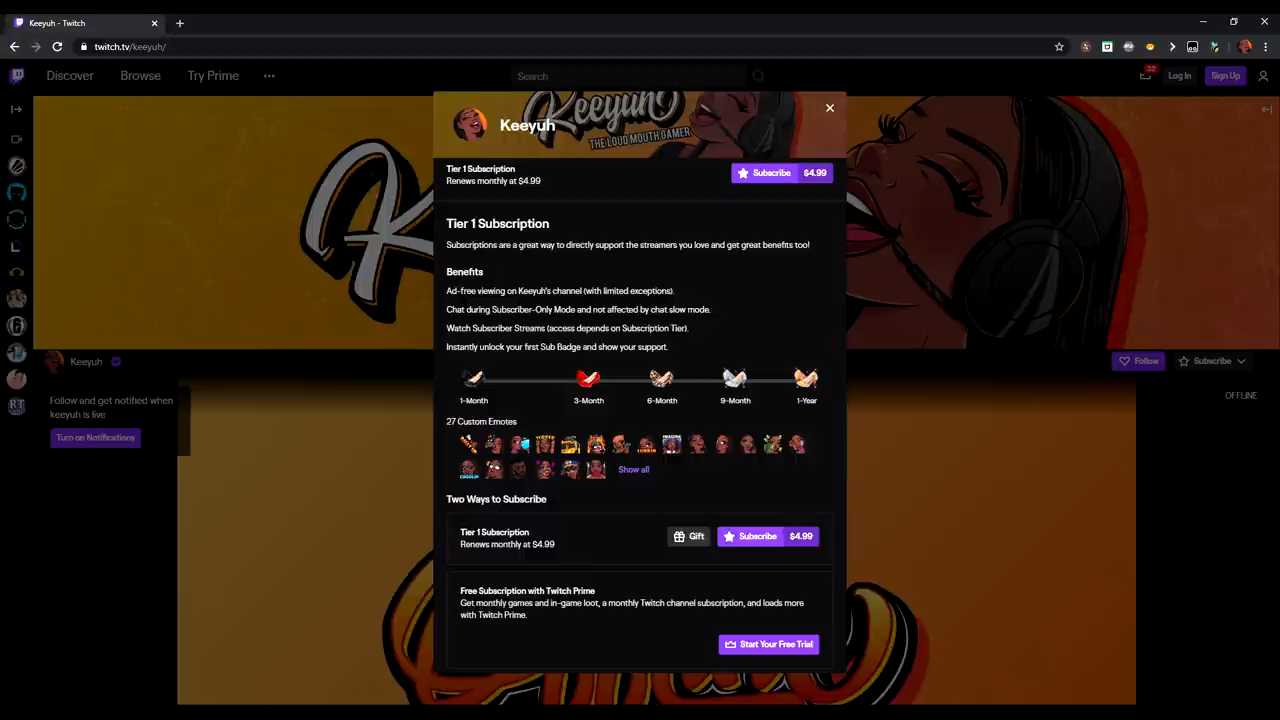 Keeyuh - Twitch
twitch.tv/keeyuh/
Discover Browse Try Prime
Search
32
Log In Sign Up
Keeyuh
THE LOUD MOUTH GAMER
Keeyuh
Tier 1 Subscription
Renews monthly at $4.99
Subscribe $4.99
Tier 1 Subscription
Subscriptions are a great way to directly support the streamers you love and get great benefits too!
Benefits
Ad-free viewing on Keeyuh's channel (with limited exceptions).
Chat during Subscriber-Only Mode and not affected by chat slow mode.
Watch Subscriber Streams (access depends on Subscription Tier).
Instantly unlock your first Sub Badge and show your support.
1-Month 3-Month 6-Month 9-Month 1-Year
27 Custom Emotes
Show all
Two Ways to Subscribe
Tier 1 Subscription
Renews monthly at $4.99
Gift Subscribe $4.99
Free Subscription with Twitch Prime
Get monthly games and in-game loot, a monthly Twitch channel subscription, and loads more
with Twitch Prime.
Start Your Free Trial
Keeyuh
Follow Subscribe
Follow and get notified when
keeyuh is live
Turn on Notifications
OFFLINE